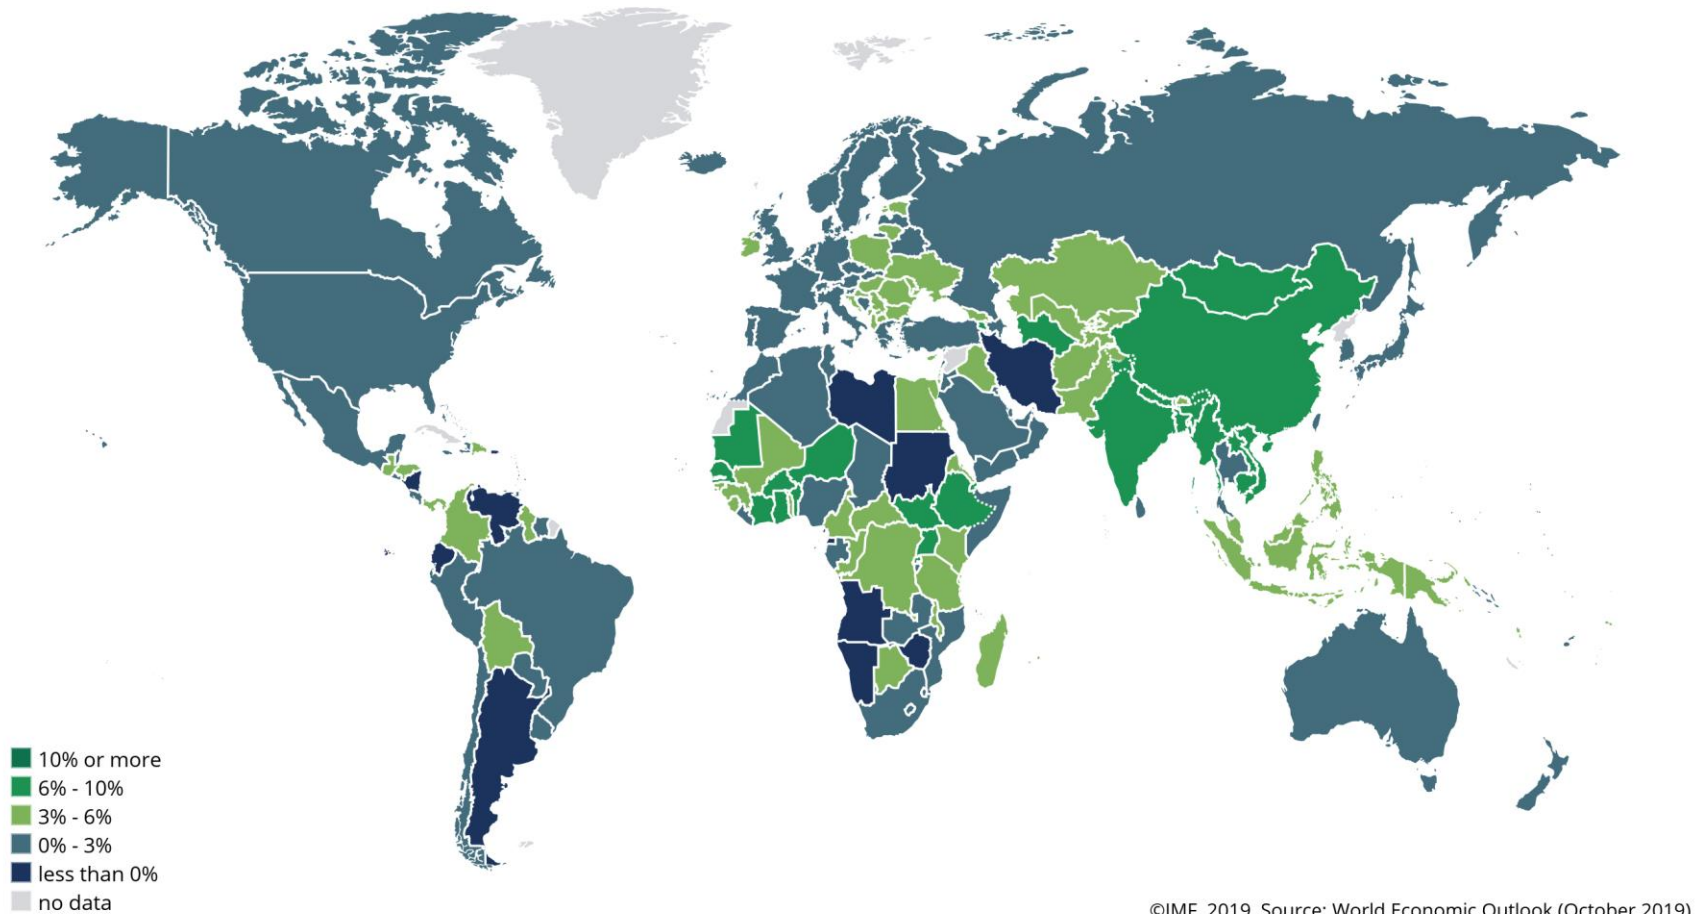 10% or more
6% - 10%
3% - 6%
0% - 3%
less than 0%
no data
©IMF, 2019, Source: World Economic Outlook (October 2019)